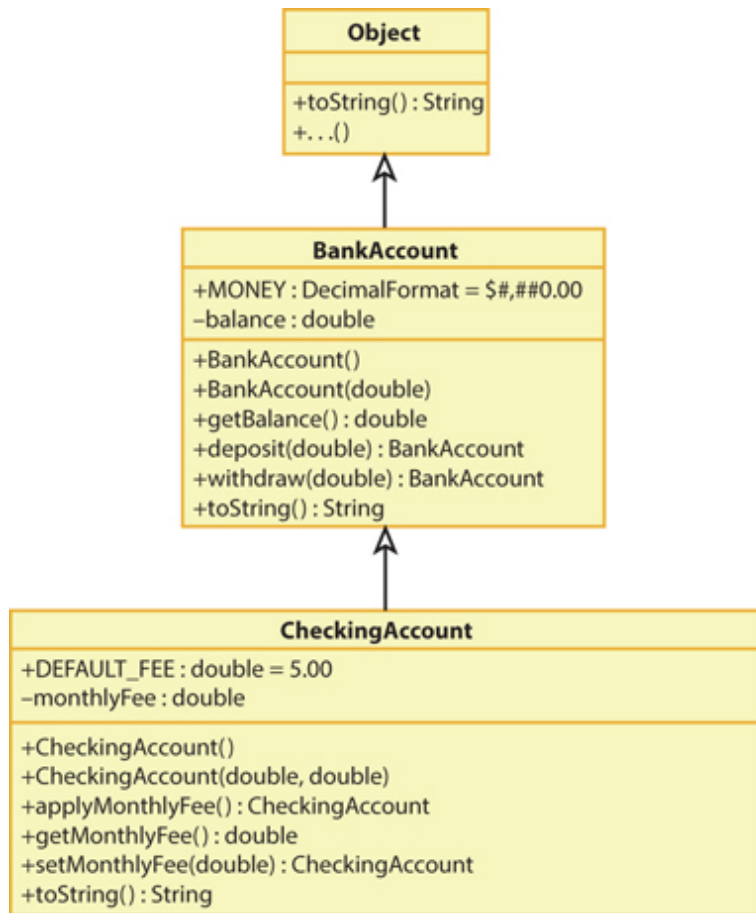 Object
+toString() : String
+. . .()
BankAccount
+MONEY : DecimalFormat = $#,##0.00
–balance : double
+BankAccount()
+BankAccount(double)
+getBalance() : double
+deposit(double) : BankAccount
+withdraw(double) : BankAccount
+toString() : String
CheckingAccount
+DEFAULT_FEE : double = 5.00
–monthlyFee : double
+CheckingAccount()
+CheckingAccount(double, double)
+applyMonthlyFee() : CheckingAccount
+getMonthlyFee() : double
+setMonthlyFee(double) : CheckingAccount
+toString() : String